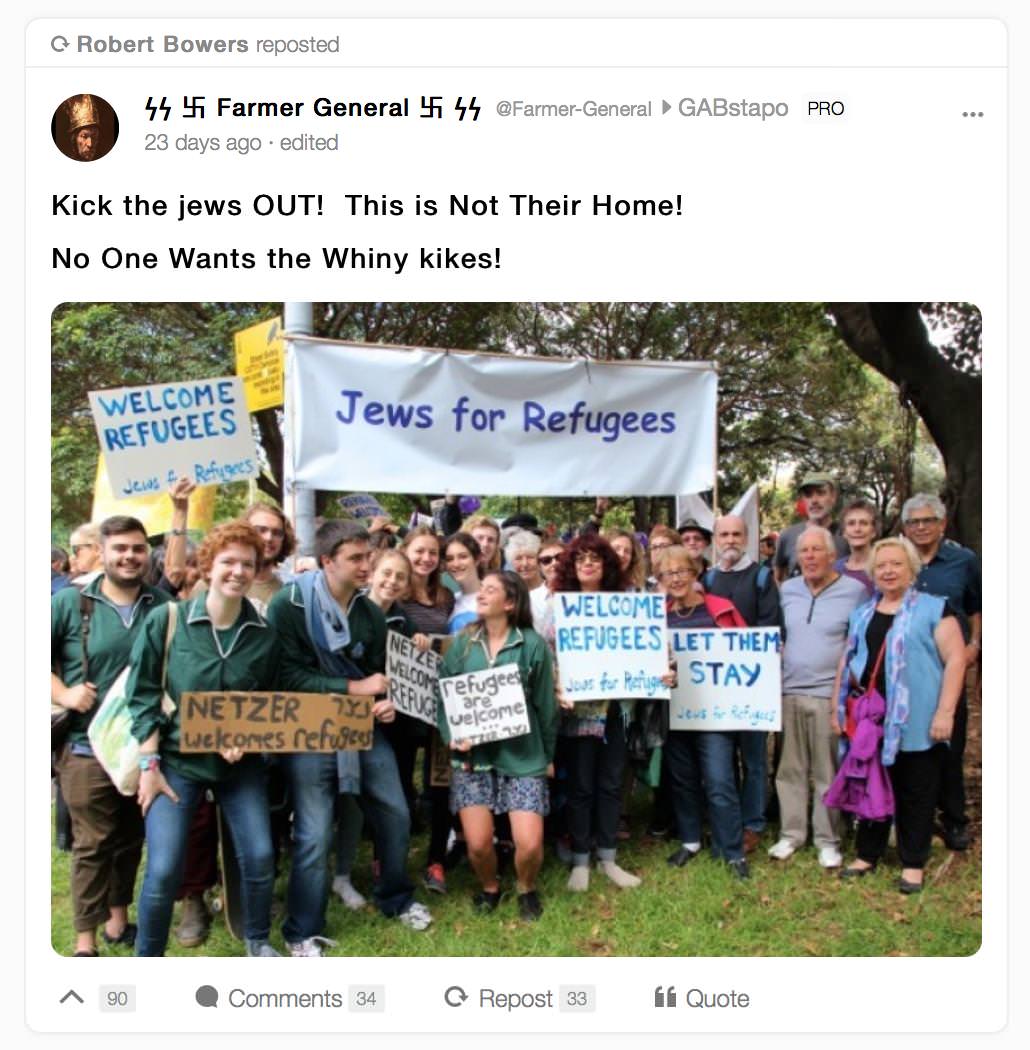 Robert Bowers reposted
ϟϟ 卐 Farmer General 卐 ϟϟ @Farmer-General GABstapo PRO
23 days ago · edited
Kick the jews OUT! This is Not Their Home!
No One Wants the Whiny kikes!
WELCOME
REFUGEES
Jews for Refugees
Jews for Refugees
WELCOME
REFUGEES
Jews for Refugees
LET THEM
STAY
Jews for Refugees
NETZER
WELCOME
REFUGE
refugees
are
welcome
...
NETZER נצר
NETZER נצר
welcomes refugees
90
Comments 34
Repost 33
Quote